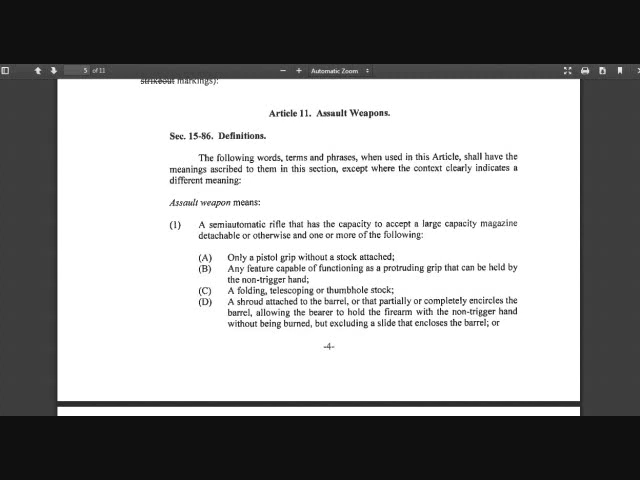 5 of 11
− + Automatic Zoom
strikeout markings):
Article 11. Assault Weapons.
Sec. 15-86. Definitions.
The following words, terms and phrases, when used in this Article, shall have the
meanings ascribed to them in this section, except where the context clearly indicates a
different meaning:
Assault weapon means:
(1) A semiautomatic rifle that has the capacity to accept a large capacity magazine
detachable or otherwise and one or more of the following:
(A) Only a pistol grip without a stock attached;
(B) Any feature capable of functioning as a protruding grip that can be held by
the non-trigger hand;
(C) A folding, telescoping or thumbhole stock;
(D) A shroud attached to the barrel, or that partially or completely encircles the
barrel, allowing the bearer to hold the firearm with the non-trigger hand
without being burned, but excluding a slide that encloses the barrel; or
-4-